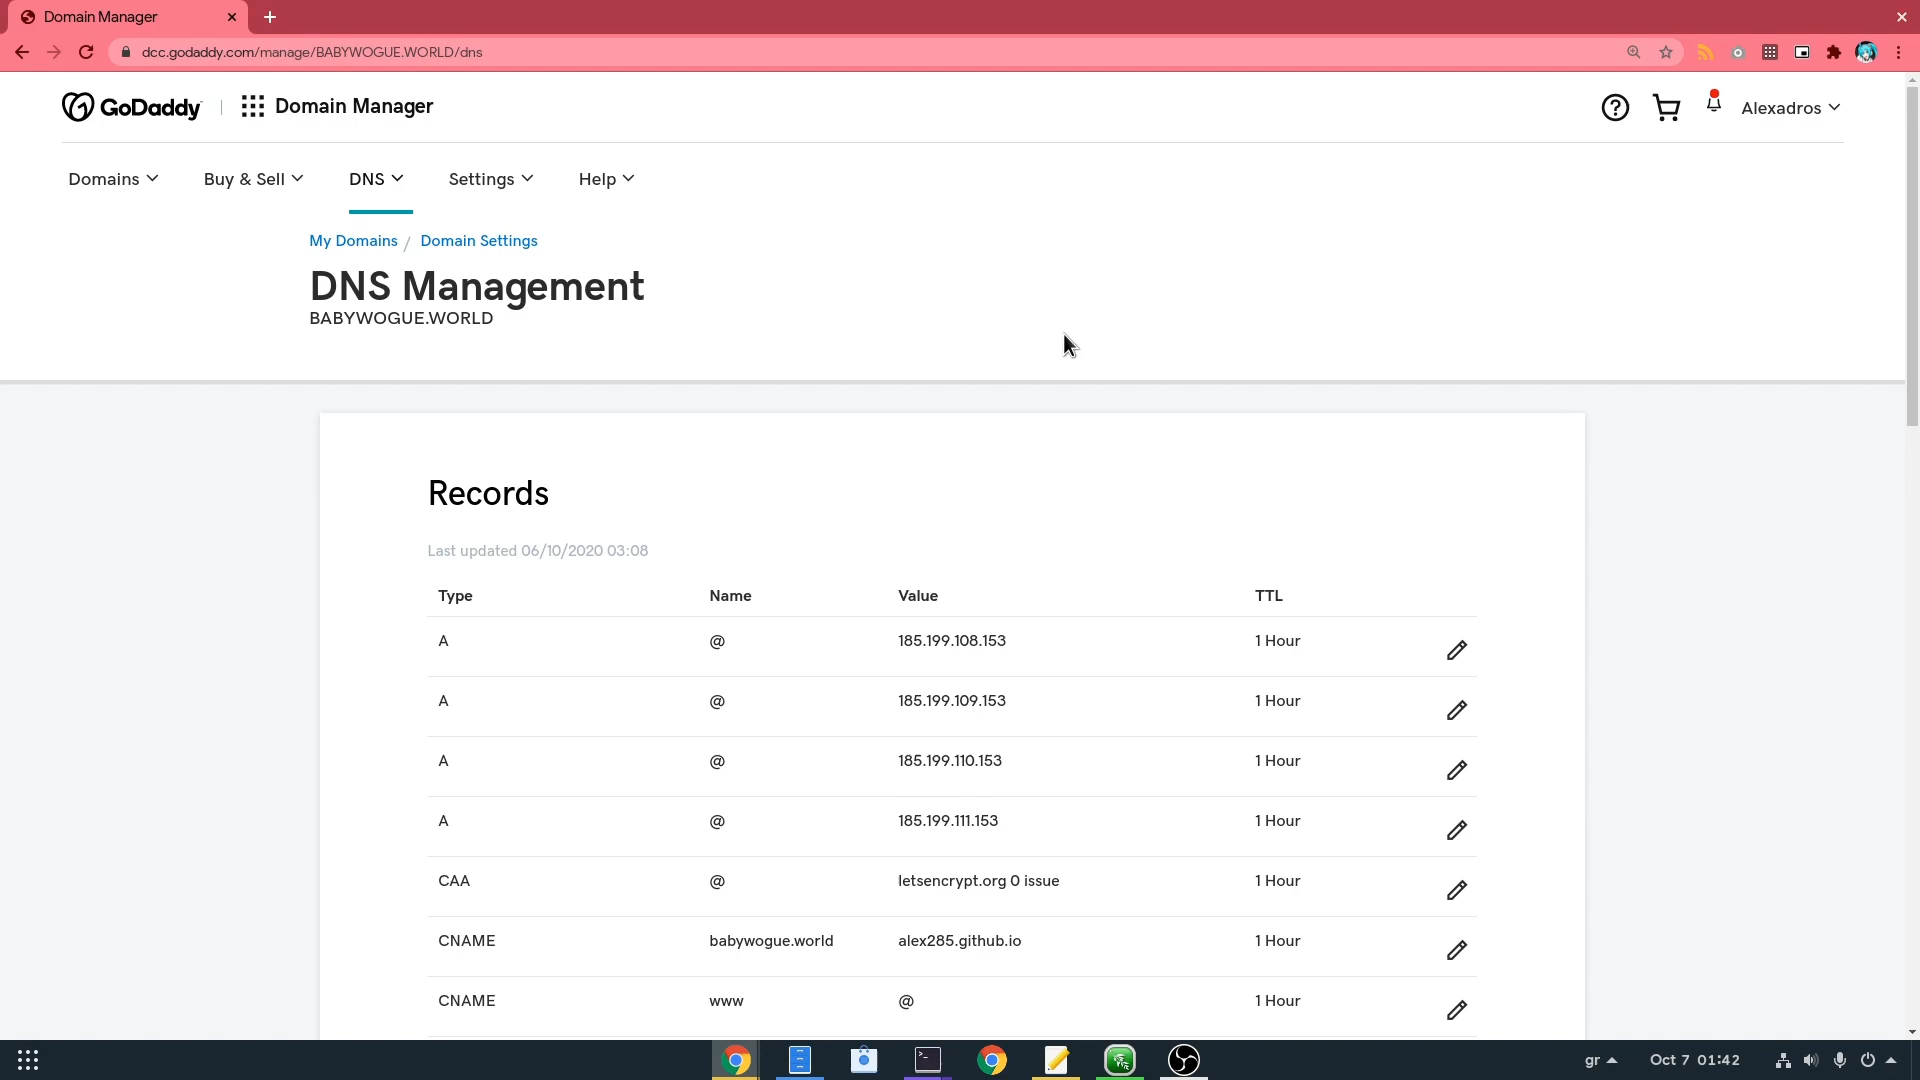 Domain Manager
dcc.godaddy.com/manage/BABYWOGUE.WORLD/dns
GoDaddy
Domain Manager
Alexadros
Domains
Buy & Sell
DNS
Settings
Help
My Domains / Domain Settings
DNS Management
BABYWOGUE.WORLD
Records
Last updated 06/10/2020 03:08
Type Name Value TTL
A @ 185.199.108.153 1 Hour
A @ 185.199.109.153 1 Hour
A @ 185.199.110.153 1 Hour
A @ 185.199.111.153 1 Hour
CAA @ letsencrypt.org 0 issue 1 Hour
CNAME babywogue.world alex285.github.io 1 Hour
CNAME www @ 1 Hour
gr
Oct 7 01:42